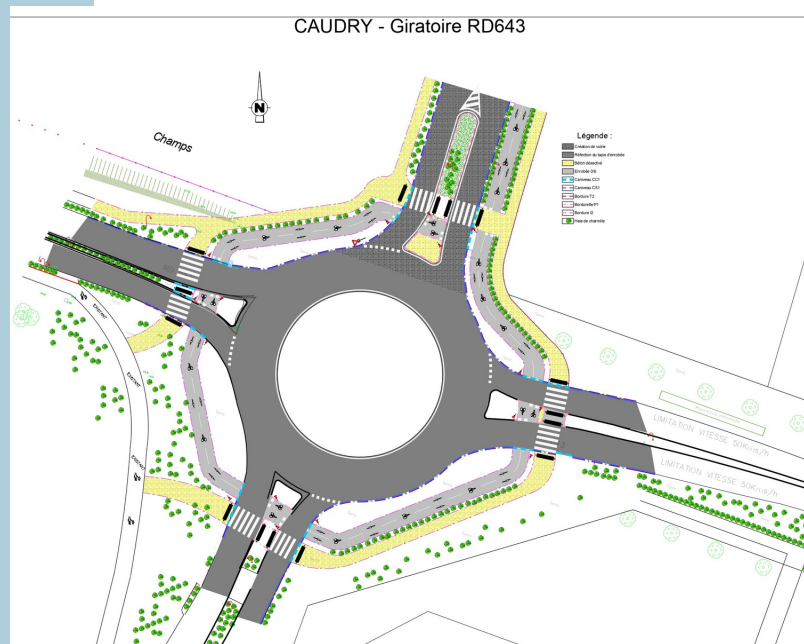 CAUDRY - Giratoire RD643
N
Champs
Légende :
Création de voirie
Réfection du tapis d'enrobés
Béton désactivé
Enrobé 0/6
Caniveau CC1
Caniveau CS1
Bordure T2
Bordurette P1
Bordure I2
Haie de charmille
LIMITATION VITESSE 50Km/h
LIMITATION VITESSE 50Km/h